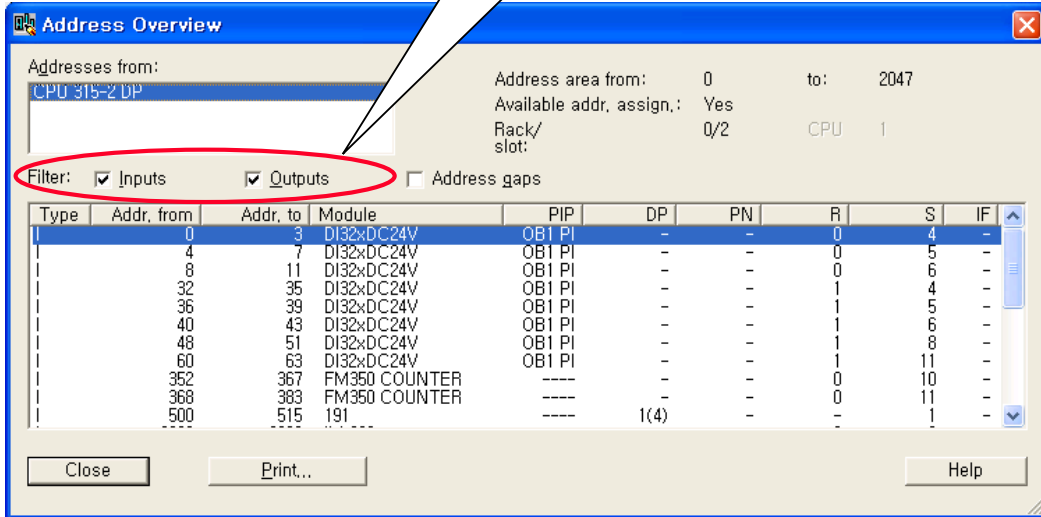 Address Overview
Addresses from:
CPU 315-2 DP
Address area from: 0 to: 2047
Available addr. assign.: Yes
Rack/ slot: 0/2 CPU 1
Filter: Inputs Outputs Address gaps
Type Addr. from Addr. to Module PIP DP PN R S IF
I 0 3 DI32xDC24V OB1 PI - - 0 4 -
I 4 7 DI32xDC24V OB1 PI - - 0 5 -
I 8 11 DI32xDC24V OB1 PI - - 0 6 -
I 32 35 DI32xDC24V OB1 PI - - 1 4 -
I 36 39 DI32xDC24V OB1 PI - - 1 5 -
I 40 43 DI32xDC24V OB1 PI - - 1 6 -
I 48 51 DI32xDC24V OB1 PI - - 1 8 -
I 60 63 DI32xDC24V OB1 PI - - 1 11 -
I 352 367 FM350 COUNTER ---- - - 0 10 -
I 368 383 FM350 COUNTER ---- - - 0 11 -
I 500 515 191 ---- 1(4) - - 1 -
Close Print... Help